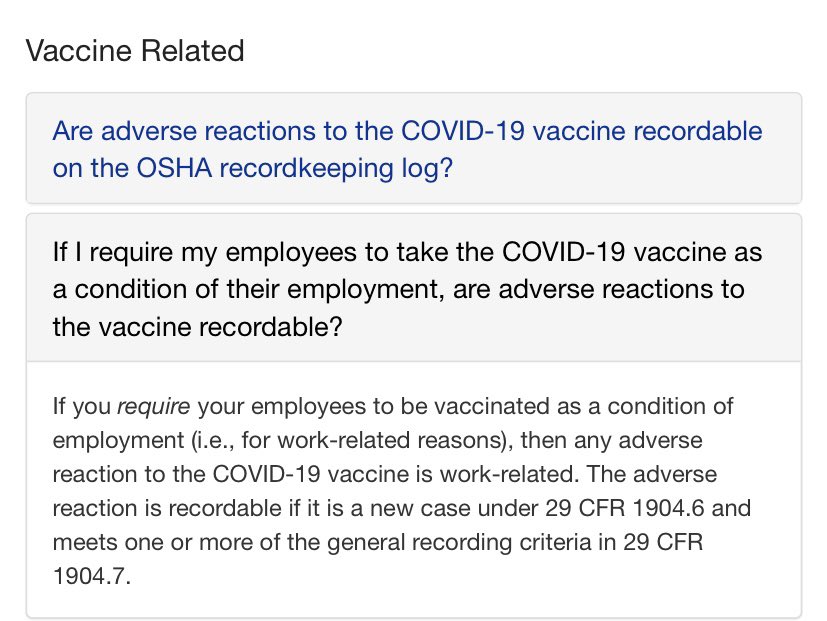 Vaccine Related
Are adverse reactions to the COVID-19 vaccine recordable
on the OSHA recordkeeping log?
If I require my employees to take the COVID-19 vaccine as
a condition of their employment, are adverse reactions to
the vaccine recordable?
If you require your employees to be vaccinated as a condition of
employment (i.e., for work-related reasons), then any adverse
reaction to the COVID-19 vaccine is work-related. The adverse
reaction is recordable if it is a new case under 29 CFR 1904.6 and
meets one or more of the general recording criteria in 29 CFR
1904.7.